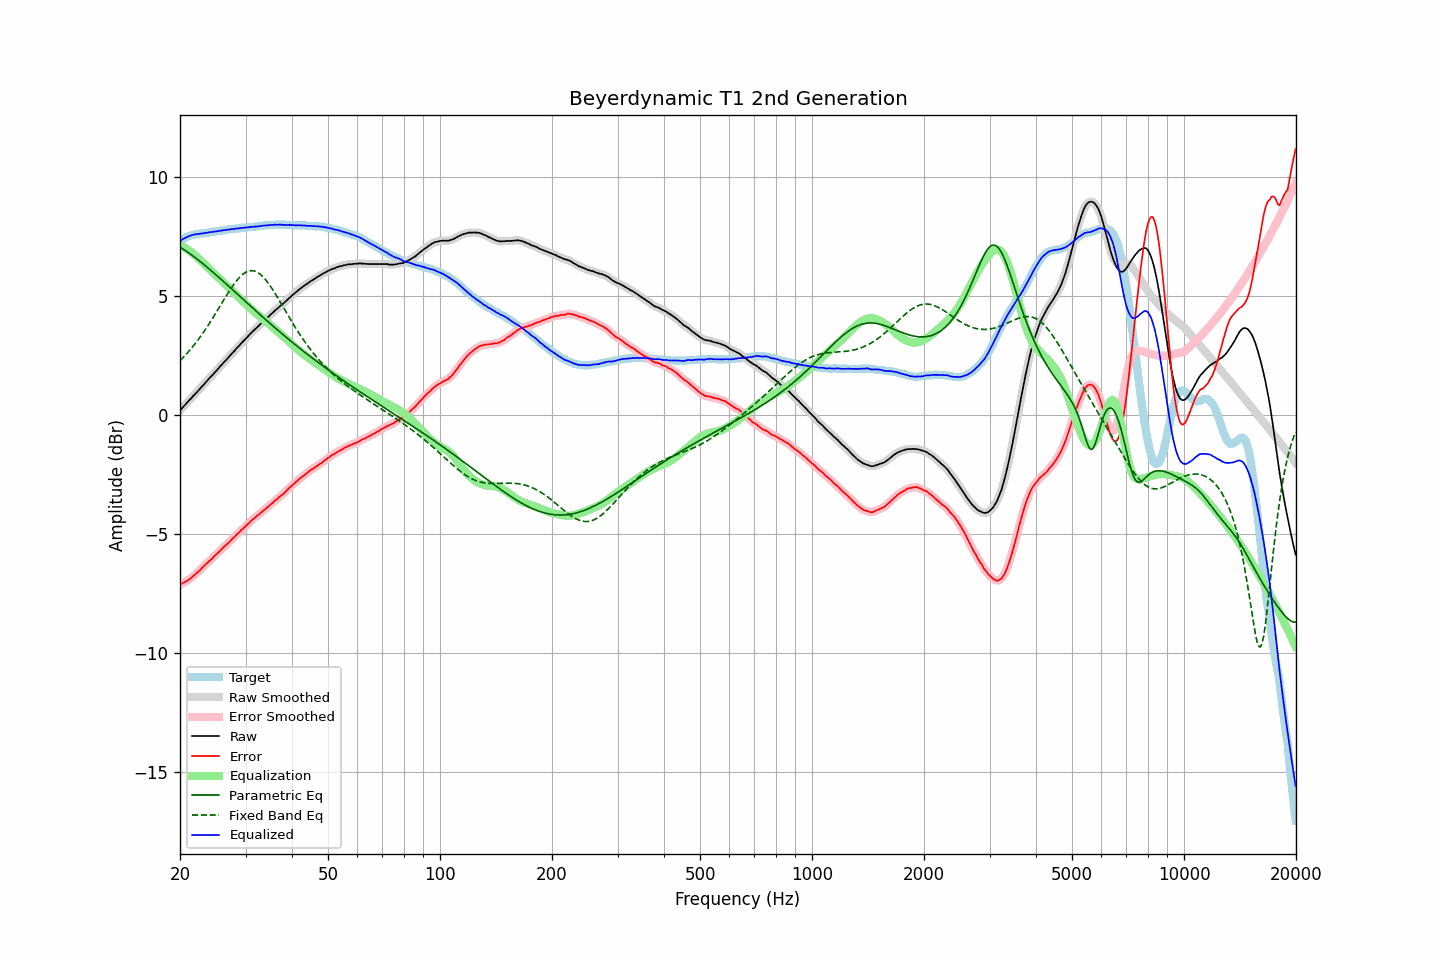 Beyerdynamic T1 2nd Generation
Amplitude (dBr)
10
5
0
−5
−10
−15
Target
Raw Smoothed
Error Smoothed
Raw
Error
Equalization
Parametric Eq
Fixed Band Eq
Equalized
20 50 100 200 500 1000 2000 5000 10000 20000
Frequency (Hz)